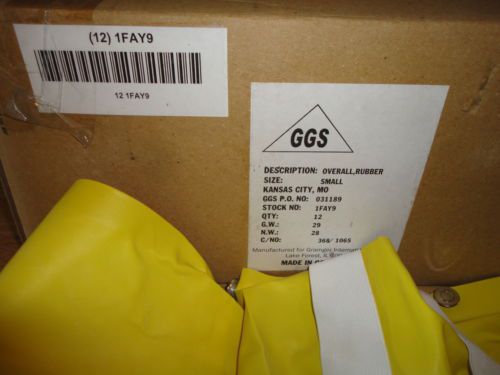 (12) 1FAY9
12 1FAY9
GGS
DESCRIPTION: OVERALL,RUBBER
SIZE: SMALL
KANSAS CITY, MO
GGS P.O. NO: 031189
STOCK NO: 1FAY9
QTY: 12
G.W.: 29
N.W.: 28
C/NO: 368/ 1065
Manufactured for Grainger
Lake Forest, IL
MADE IN